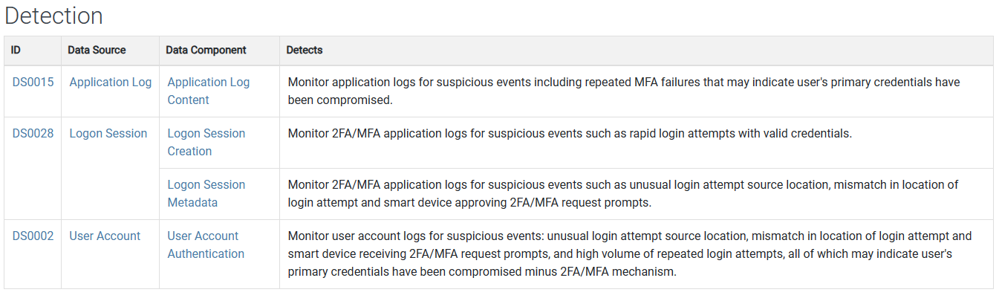 Detection
ID Data Source Data Component Detects
DS0015 Application Log Application Log Monitor application logs for suspicious events including repeated MFA failures that may indicate user's primary credentials have
Content been compromised.
DS0028 Logon Session Logon Session Monitor 2FA/MFA application logs for suspicious events such as rapid login attempts with valid credentials.
Creation
Logon Session Monitor 2FA/MFA application logs for suspicious events such as unusual login attempt source location, mismatch in location of
Metadata login attempt and smart device approving 2FA/MFA request prompts.
DS0002 User Account User Account Monitor user account logs for suspicious events: unusual login attempt source location, mismatch in location of login attempt and
Authentication smart device receiving 2FA/MFA request prompts, and high volume of repeated login attempts, all of which may indicate user's
primary credentials have been compromised minus 2FA/MFA mechanism.